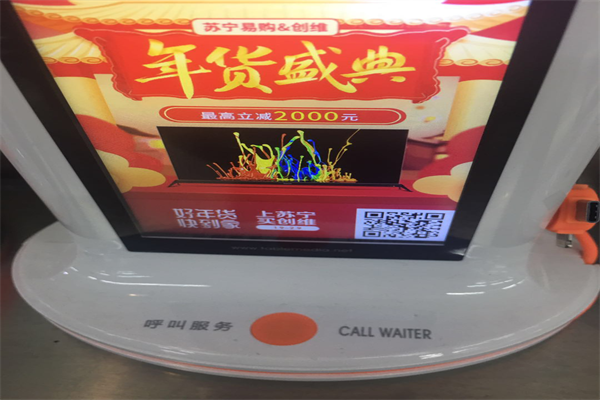 苏宁易购&创维
年货盛典
最高立减2000元
好年货 上苏宁
快到家 买创维
呼叫服务 CALL WAITER